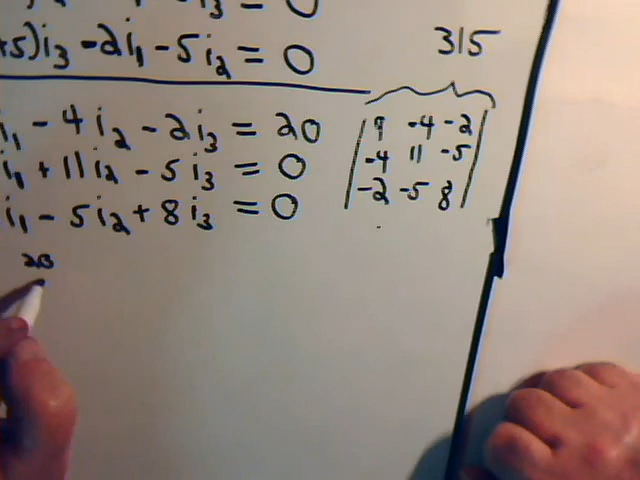 i₃ = 0
+5)i₃ - 2i₁ - 5i₂ = 0
315
i₁ - 4i₂ - 2i₃ = 20
i₁ + 11i₂ - 5i₃ = 0
i₁ - 5i₂ + 8i₃ = 0
| 9 -4 -2 |
| -4 11 -5 |
| -2 -5 8 |
20